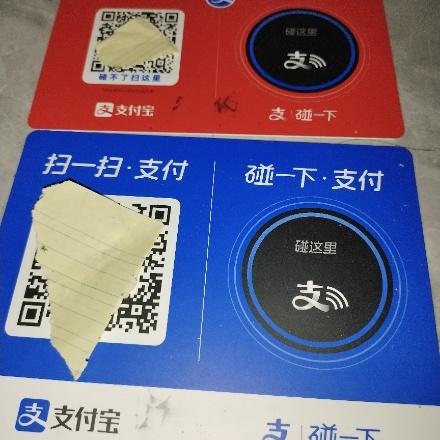 碰这里
碰不了扫这里
支付宝
支 碰一下
扫一扫·支付
碰一下·支付
碰这里
支
支付宝
支 碰一下